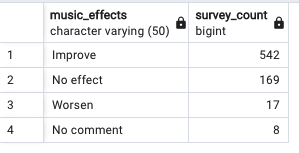 music_effects survey_count
character varying (50) bigint
1 Improve 542
2 No effect 169
3 Worsen 17
4 No comment 8